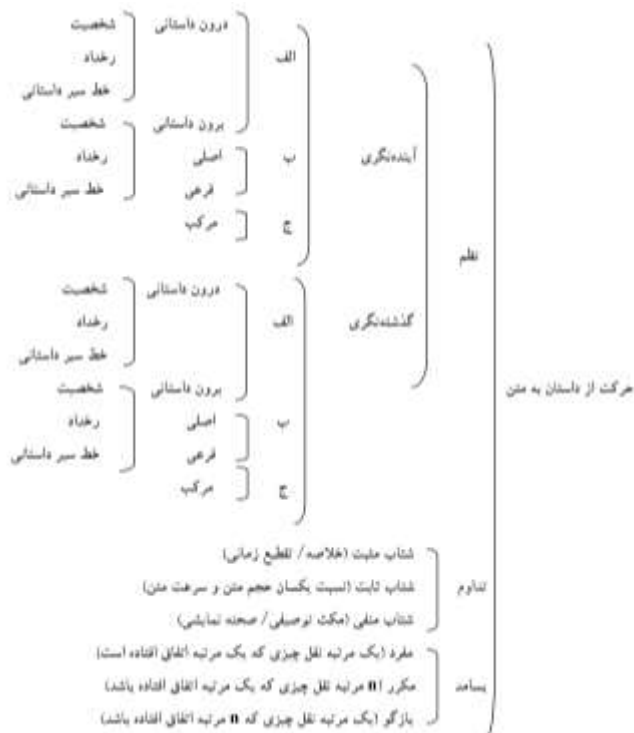 حرکت از داستان به متن
نظم
آینده‌نگری
الف
درون داستانی
شخصیت
رخداد
خط سیر داستانی
برون داستانی
شخصیت
رخداد
خط سیر داستانی
ب
اصلی
فرعی
ج
مرکب
گذشته‌نگری
الف
درون داستانی
شخصیت
رخداد
خط سیر داستانی
برون داستانی
شخصیت
رخداد
خط سیر داستانی
ب
اصلی
فرعی
ج
مرکب
تداوم
شتاب مثبت (خلاصه/ تقطیع زمانی)
شتاب ثابت (نسبت یکسان حجم متن و سرعت متن)
شتاب منفی (مکث توصیفی/ صحنه نمایشی)
بسامد
مفرد (یک مرتبه نقل چیزی که یک مرتبه اتفاق افتاده است)
مکرر (n مرتبه نقل چیزی که یک مرتبه اتفاق افتاده باشد)
بازگو (یک مرتبه نقل چیزی که n مرتبه اتفاق افتاده باشد)